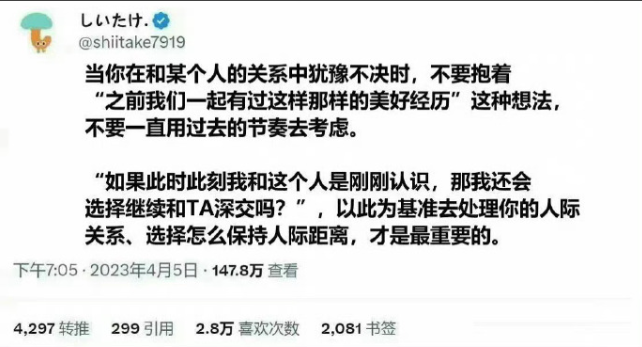 しいたけ.
@shiitake7919
当你在和某个人的关系中犹豫不决时，不要抱着
“之前我们一起有过这样那样的美好经历”这种想法，
不要一直用过去的节奏去考虑。
“如果此时此刻我和这个人是刚刚认识，那我还会
选择继续和TA深交吗？”，以此为基准去处理你的人际
关系、选择怎么保持人际距离，才是最重要的。
下午7:05 · 2023年4月5日 · 147.8万 查看
4,297 转推 299 引用 2.8万 喜欢次数 2,081 书签